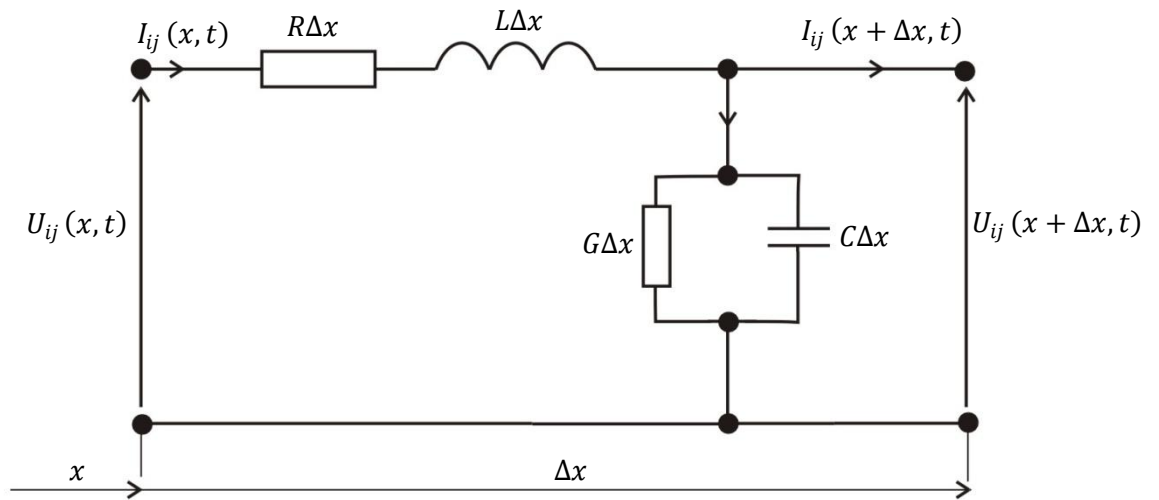 I_{ij} (x, t)
RΔx
LΔx
I_{ij} (x + Δx, t)
U_{ij} (x, t)
GΔx
CΔx
U_{ij} (x + Δx, t)
x
Δx